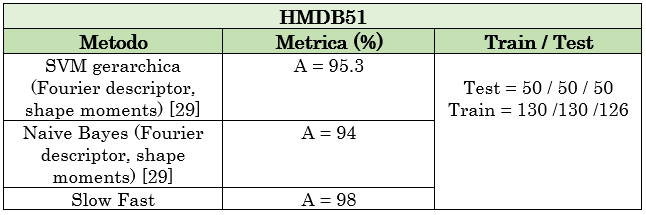 HMDB51
Metodo Metrica (%) Train / Test
SVM gerarchica
(Fourier descriptor,
shape moments) [29]
A = 95.3
Test = 50 / 50 / 50
Train = 130 /130 /126
Naive Bayes (Fourier
descriptor, shape
moments) [29]
A = 94
Slow Fast
A = 98